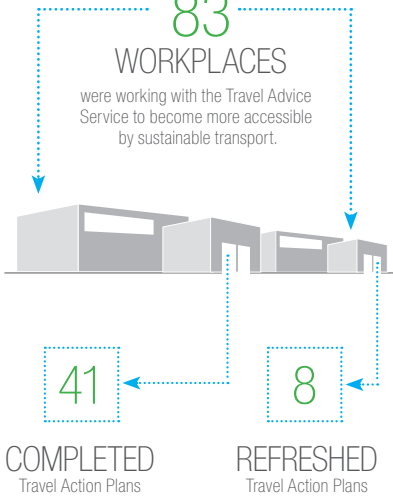 83
WORKPLACES
were working with the Travel Advice
Service to become more accessible
by sustainable transport.
41
8
COMPLETED
Travel Action Plans
REFRESHED
Travel Action Plans